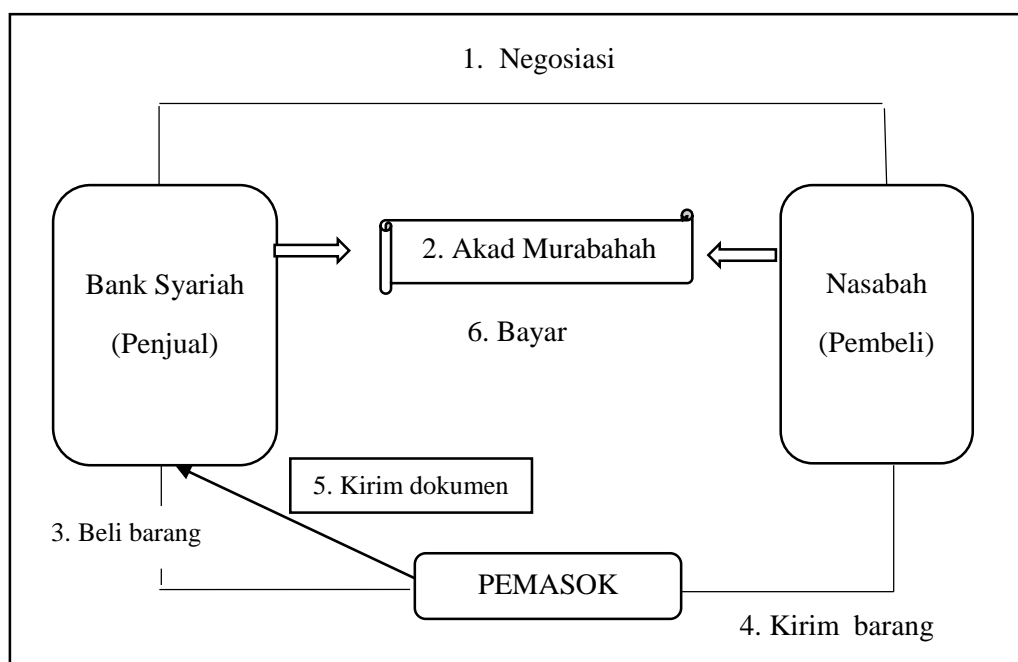 1. Negosiasi
Bank Syariah
(Penjual)
2. Akad Murabahah
6. Bayar
Nasabah
(Pembeli)
5. Kirim dokumen
3. Beli barang
PEMASOK
4. Kirim barang